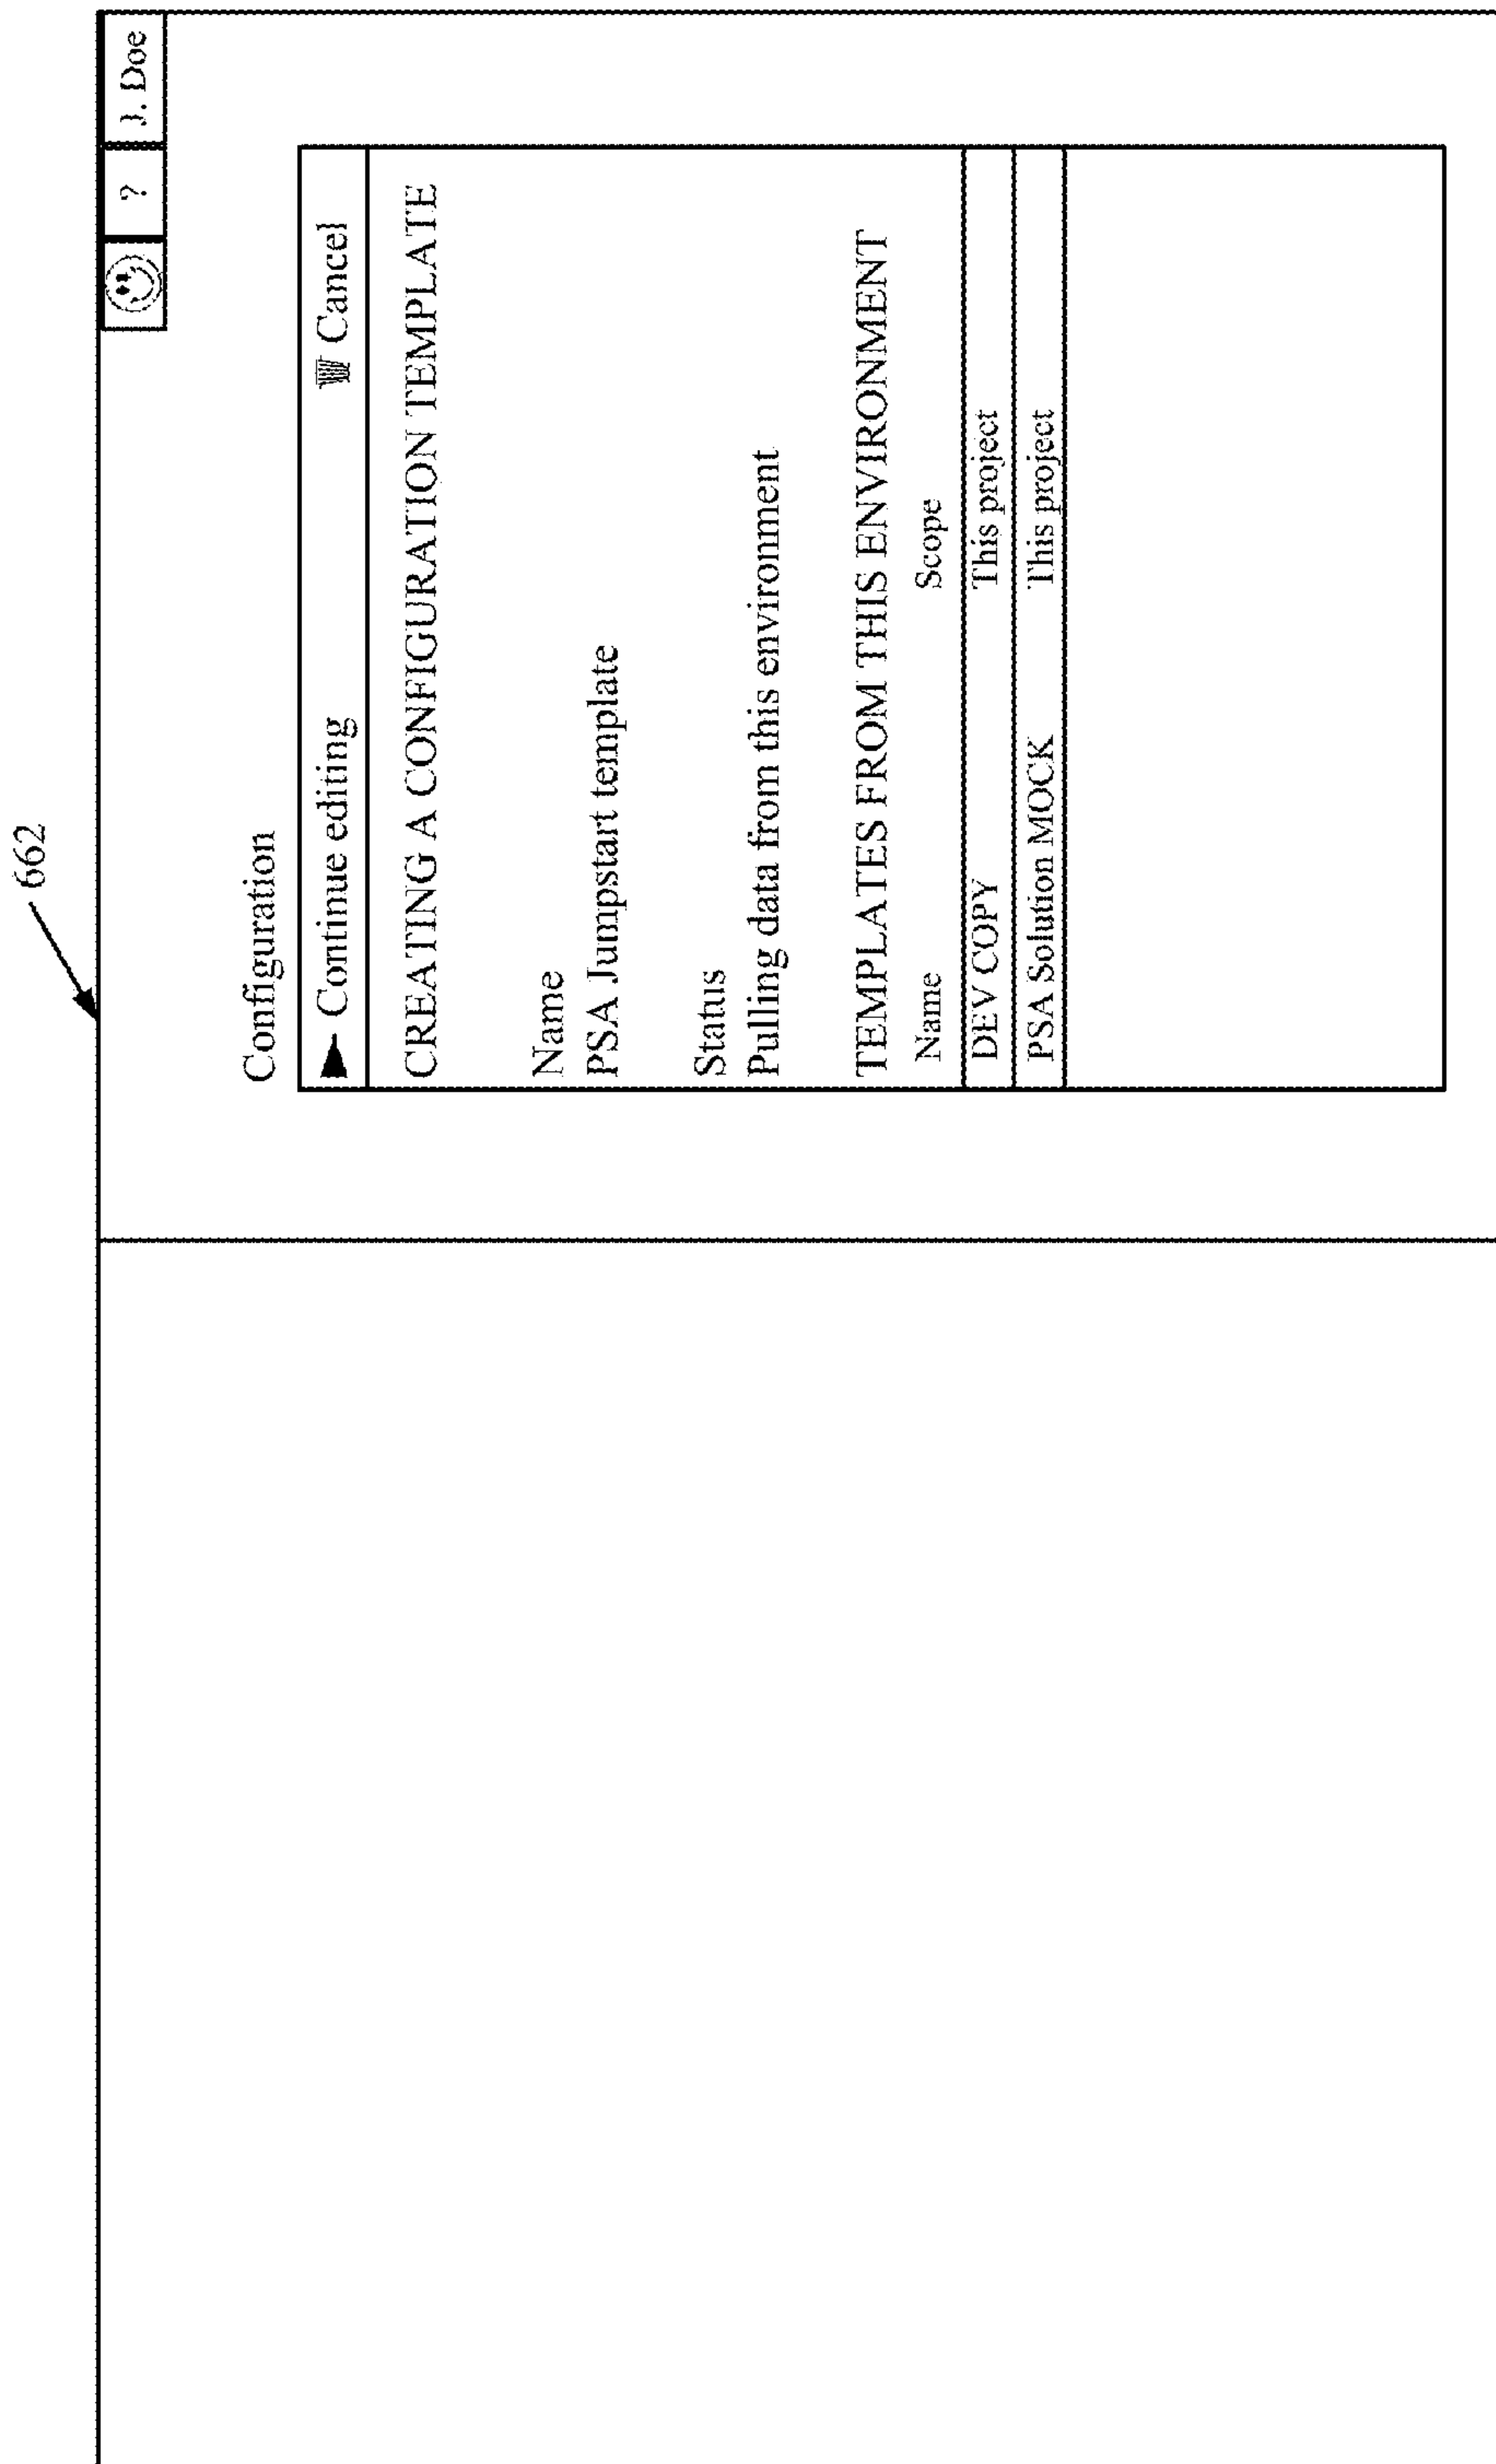 662
? J. Doe
Configuration
Continue editing Cancel
CREATING A CONFIGURATION TEMPLATE
Name
PSA Jumpstart template
Status
Pulling data from this environment
TEMPLATES FROM THIS ENVIRONMENT
Name Scope
DEV COPY This project
PSA Solution MOCK This project